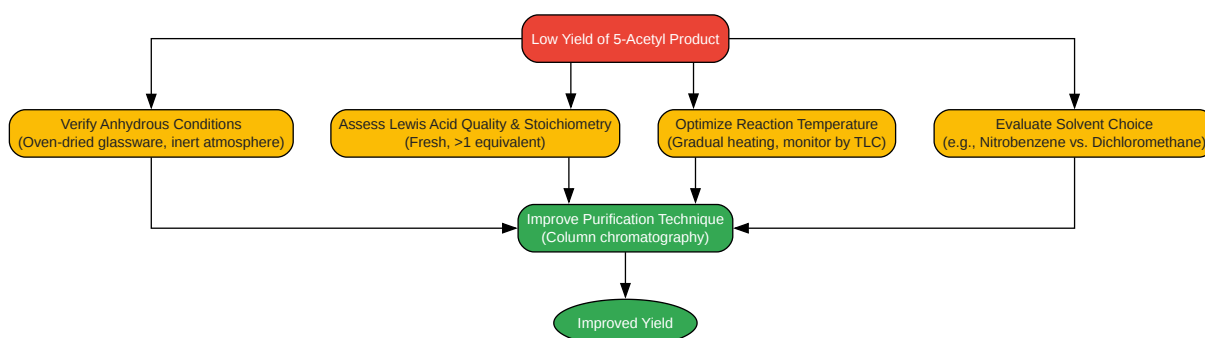 Low Yield of 5-Acetyl Product
Verify Anhydrous Conditions
(Oven-dried glassware, inert atmosphere)
Assess Lewis Acid Quality & Stoichiometry
(Fresh, >1 equivalent)
Optimize Reaction Temperature
(Gradual heating, monitor by TLC)
Evaluate Solvent Choice
(e.g., Nitrobenzene vs. Dichloromethane)
Improve Purification Technique
(Column chromatography)
Improved Yield